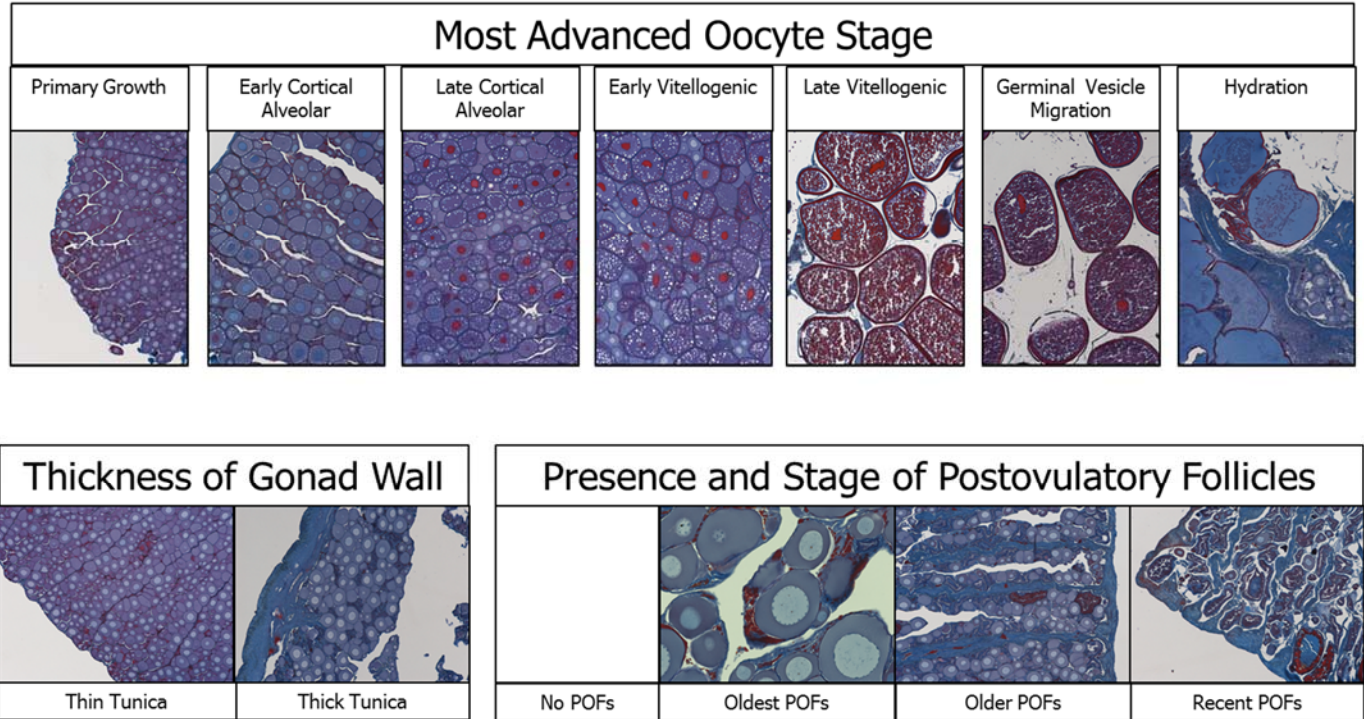 Most Advanced Oocyte Stage
Primary Growth
Early Cortical
Alveolar
Late Cortical
Alveolar
Early Vitellogenic
Late Vitellogenic
Germinal Vesicle
Migration
Hydration
Thickness of Gonad Wall
Thin Tunica
Thick Tunica
Presence and Stage of Postovulatory Follicles
No POFs
Oldest POFs
Older POFs
Recent POFs